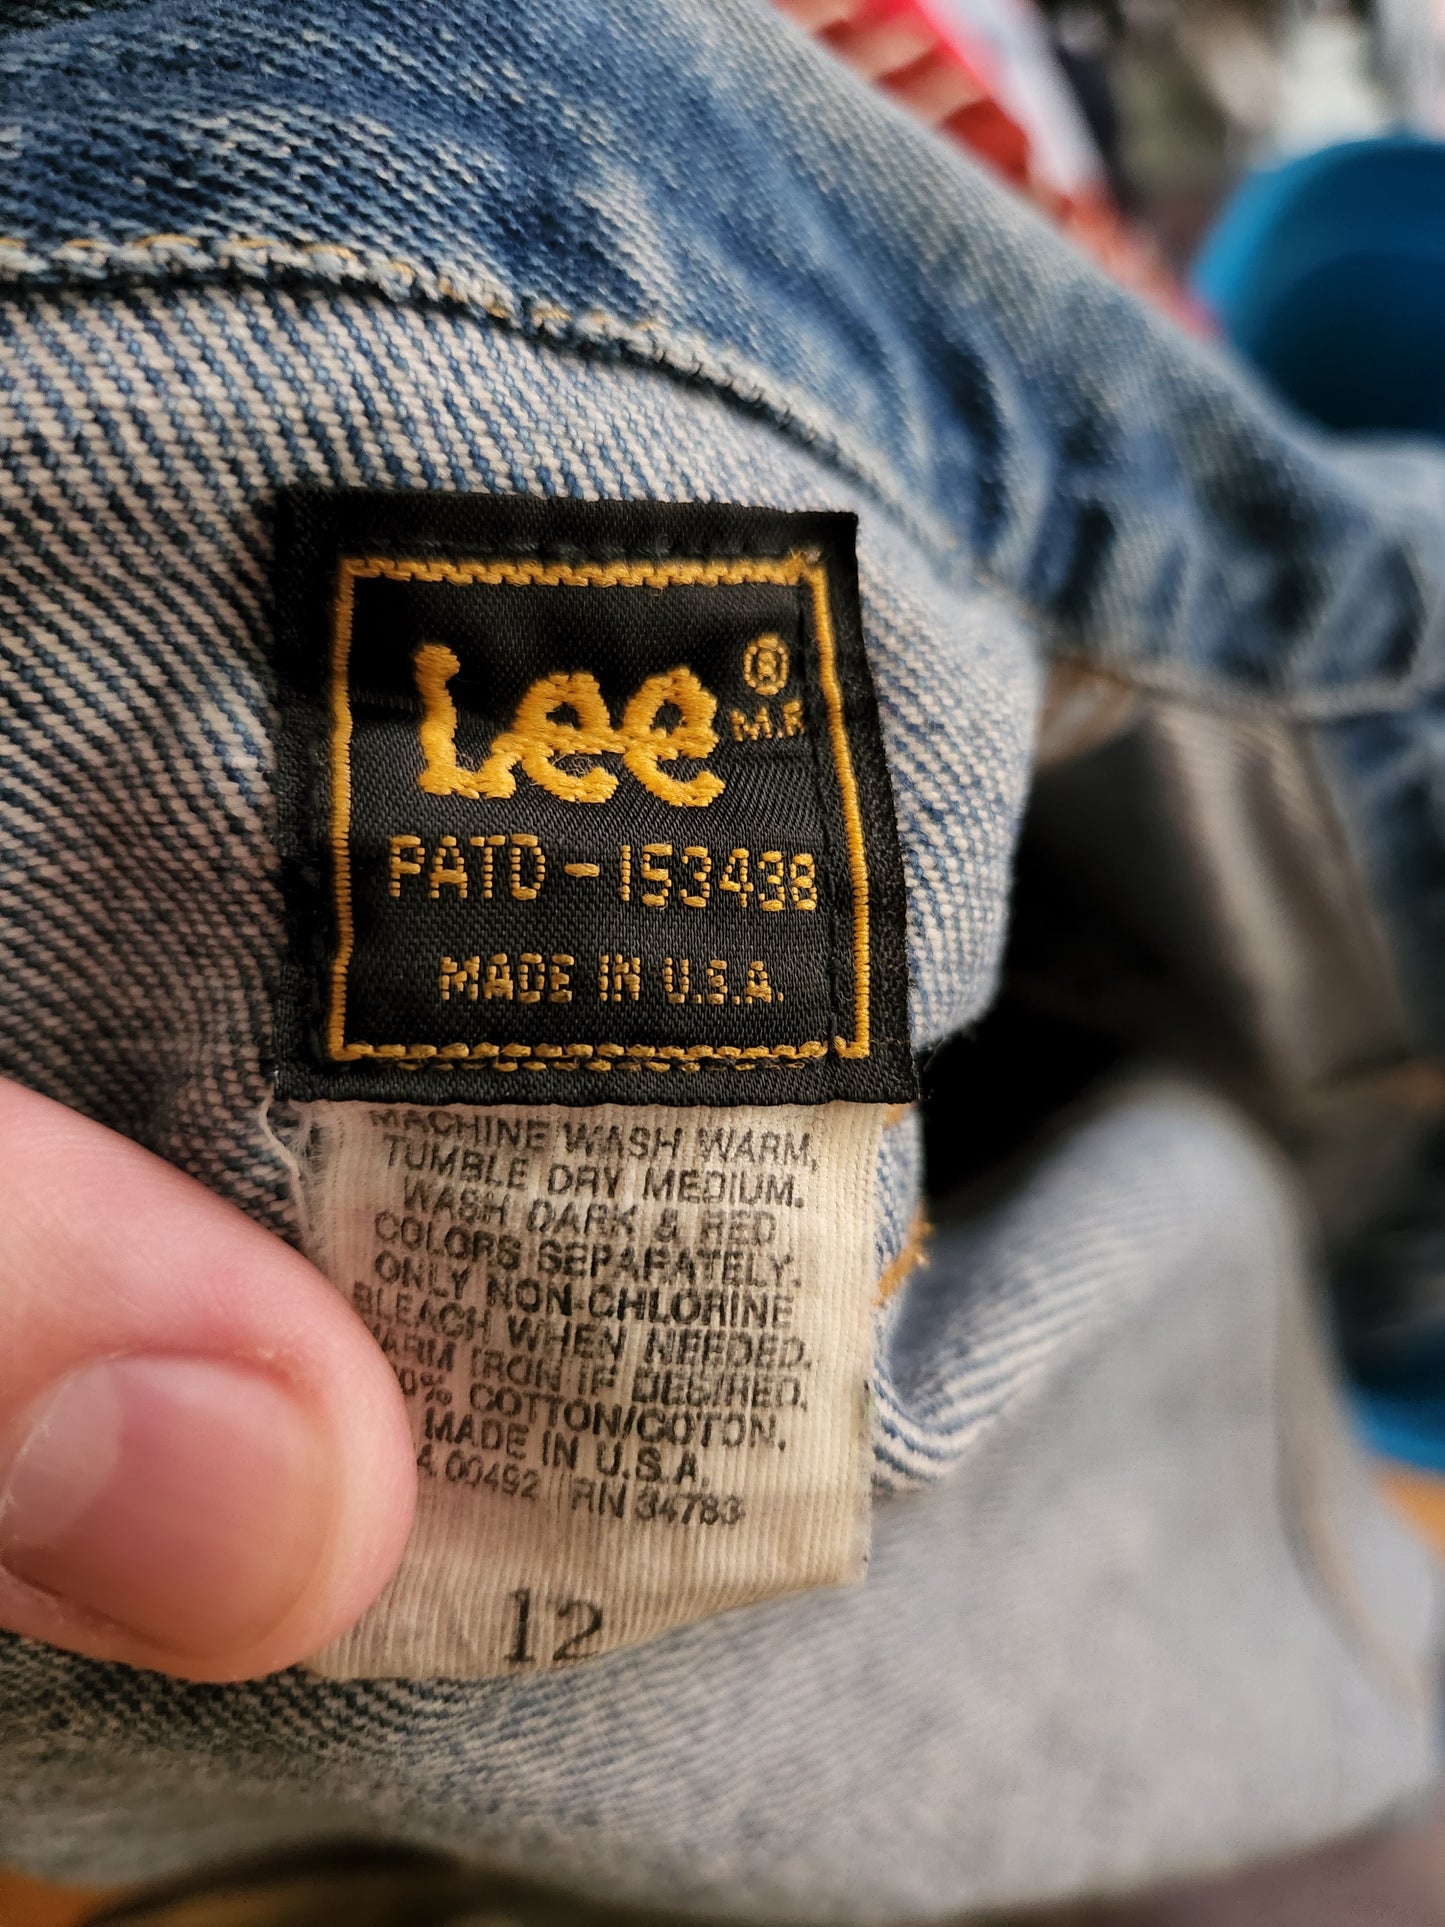 Lee ®
M.R
PATD - 153438
MADE IN U.S.A.
MACHINE WASH WARM,
TUMBLE DRY MEDIUM.
WASH DARK & RED
COLORS SEPARATELY.
ONLY NON-CHLORINE
BLEACH WHEN NEEDED.
WARM IRON IF DESIRED.
0% COTTON/COTON.
MADE IN U.S.A.
A 00492 RN 34783
12